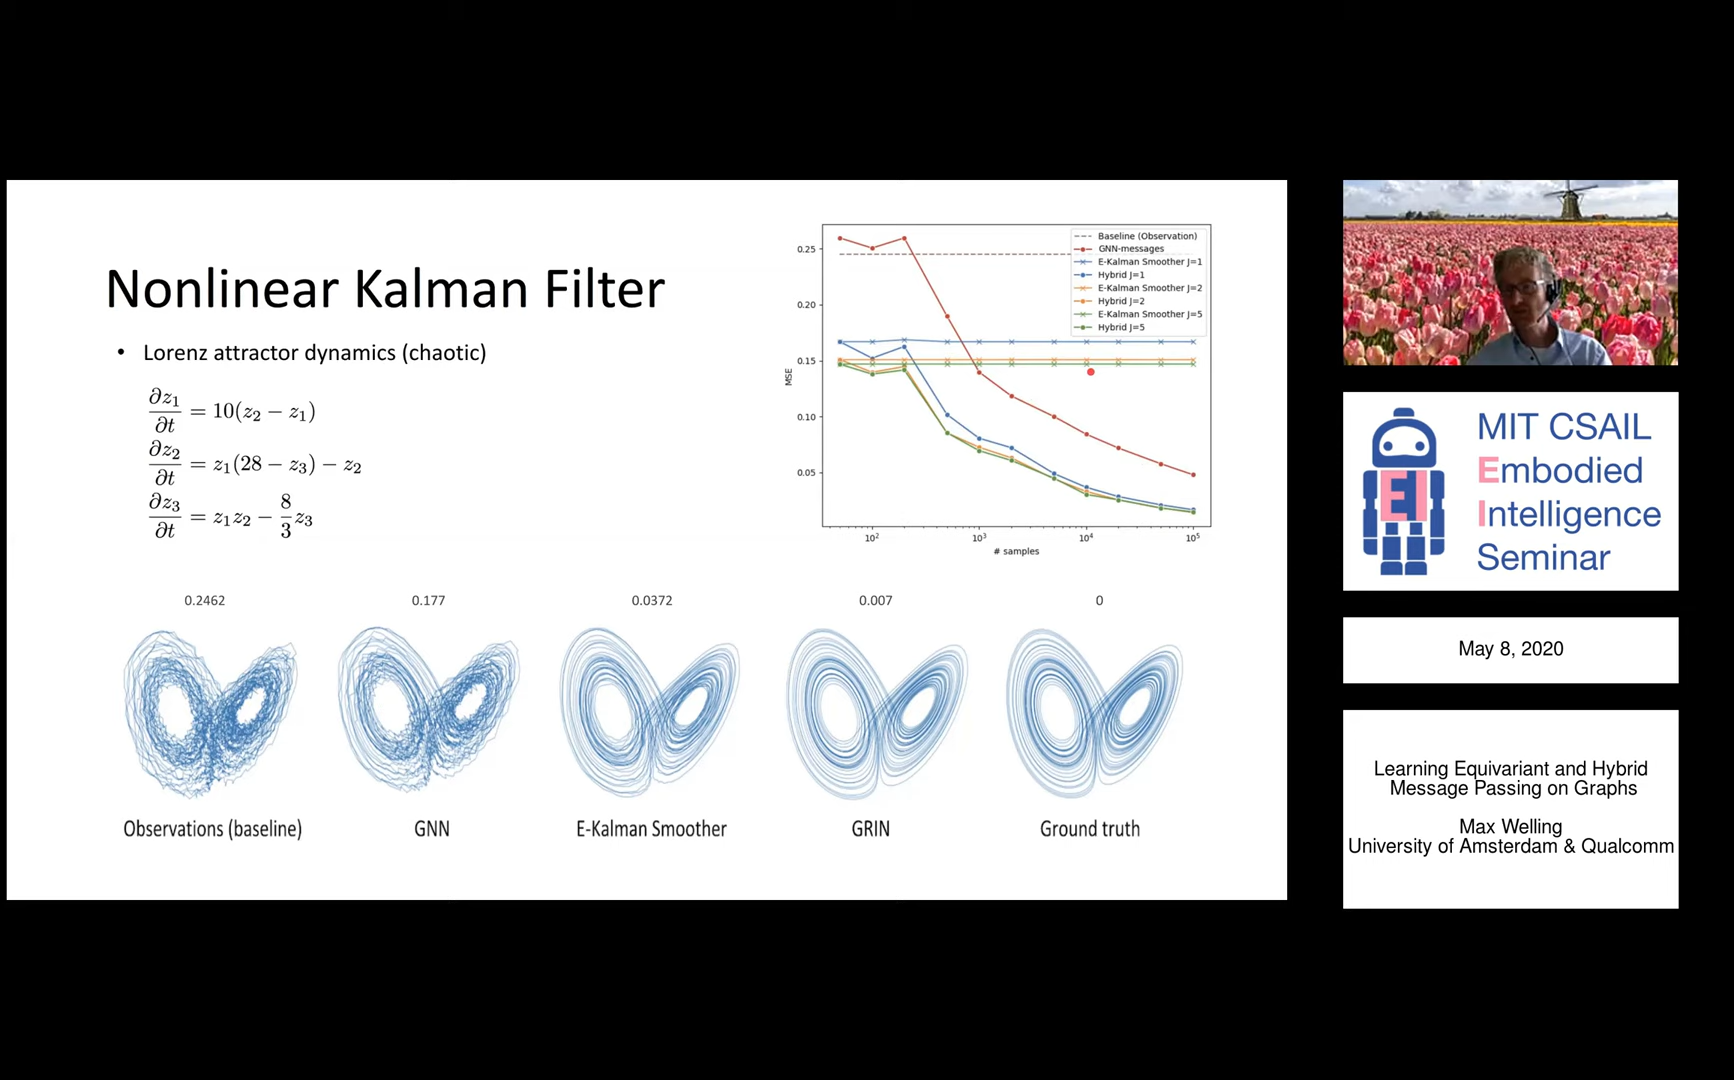 Nonlinear Kalman Filter
• Lorenz attractor dynamics (chaotic)
∂z₁/∂t = 10(z₂ − z₁)
∂z₂/∂t = z₁(28 − z₃) − z₂
∂z₃/∂t = z₁z₂ − 8/3 z₃
Baseline (Observation)
GNN-messages
E-Kalman Smoother J=1
Hybrid J=1
E-Kalman Smoother J=2
Hybrid J=2
E-Kalman Smoother J=5
Hybrid J=5
0.25
0.20
0.15
0.10
0.05
MSE
10² 10³ 10⁴ 10⁵
# samples
0.2462 0.177 0.0372 0.007 0
Observations (baseline) GNN E-Kalman Smoother GRIN Ground truth
MIT CSAIL
Embodied
Intelligence
Seminar
EI
May 8, 2020
Learning Equivariant and Hybrid
Message Passing on Graphs
Max Welling
University of Amsterdam & Qualcomm